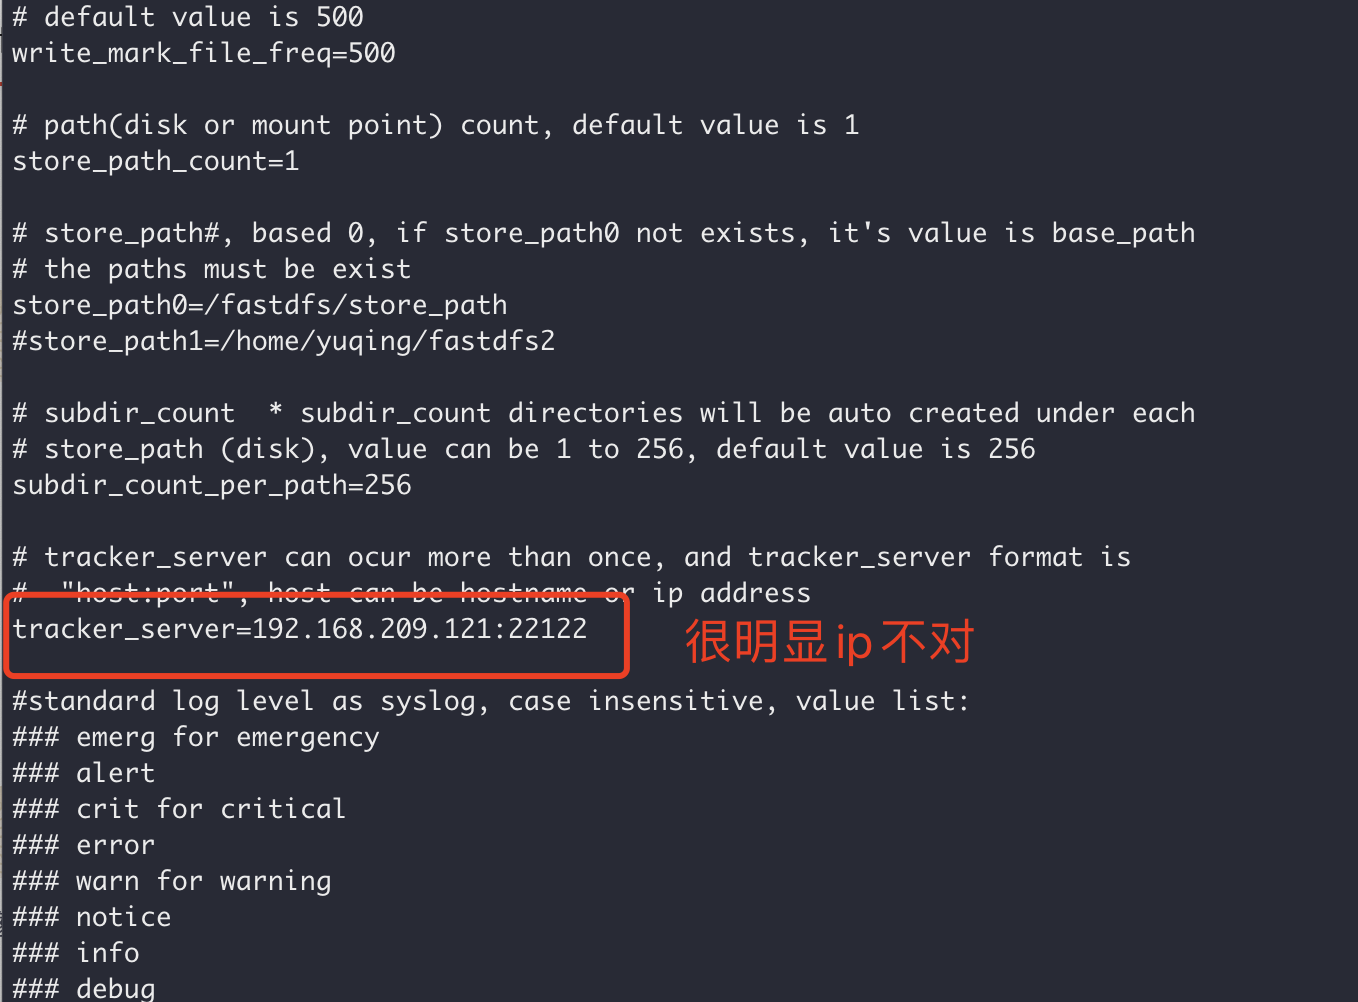 # default value is 500
write_mark_file_freq=500
# path(disk or mount point) count, default value is 1
store_path_count=1
# store_path#, based 0, if store_path0 not exists, it's value is base_path
# the paths must be exist
store_path0=/fastdfs/store_path
#store_path1=/home/yuqing/fastdfs2
# subdir_count  * subdir_count directories will be auto created under each
# store_path (disk), value can be 1 to 256, default value is 256
subdir_count_per_path=256
# tracker_server can ocur more than once, and tracker_server format is
#  "host:port", host can be hostname or ip address
tracker_server=192.168.209.121:22122
很明显ip不对
#standard log level as syslog, case insensitive, value list:
### emerg for emergency
### alert
### crit for critical
### error
### warn for warning
### notice
### info
### debug